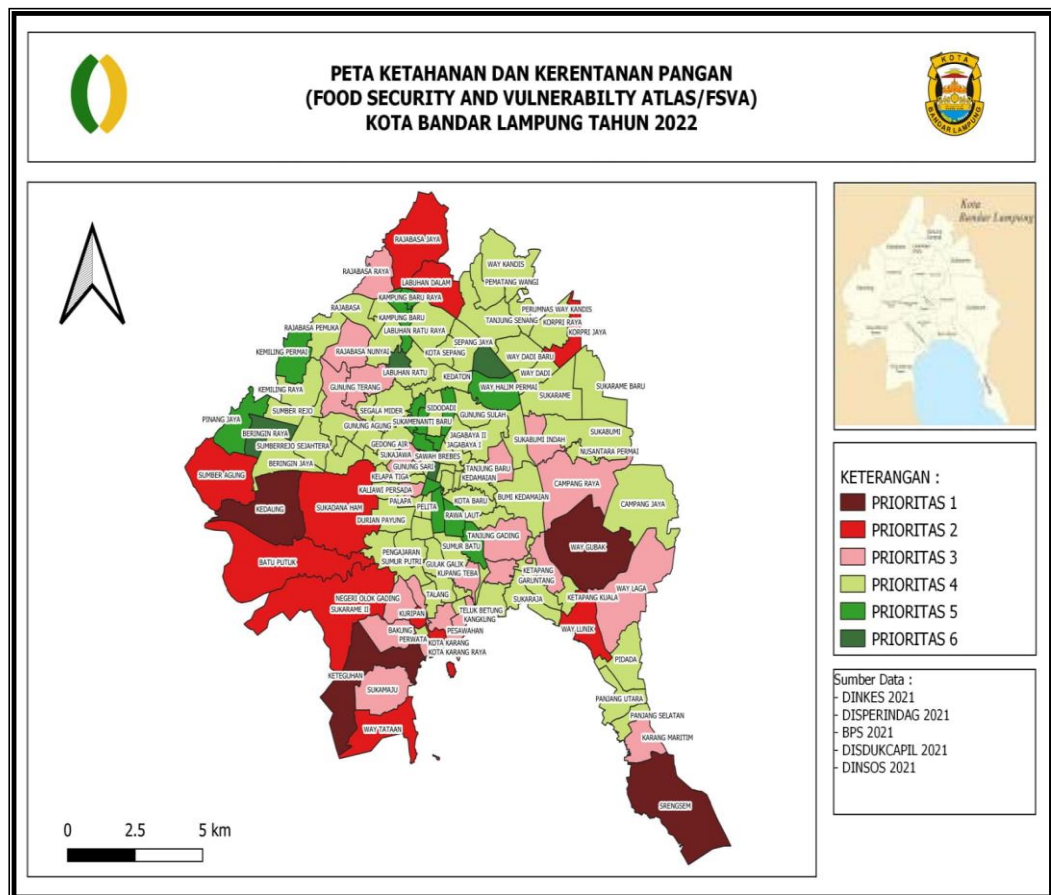 PETA KETAHANAN DAN KERENTANAN PANGAN
(FOOD SECURITY AND VULNERABILTY ATLAS/FSVA)
KOTA BANDAR LAMPUNG TAHUN 2022
KOTA
BANDAR LAMPUNG
RAJABASA JAYA
RAJABASA RAYA
LABUHAN DALAM
WAY KANDIS
PEMATANG WANGI
KAMPUNG BARU RAYA
RAJABASA
KAMPUNG BARU
PERUMNAS WAY KANDIS
TANJUNG SENANG
KORPRI RAYA
KORPRI JAYA
RAJABASA PEMUKA
LABUHAN RATU RAYA
SEPANG JAYA
KEMILING PERMAI
RAJABASA NUNYAI
KOTA SEPANG
WAY DADI BARU
LABUHAN RATU
KEDATON
WAY DADI
KEMILING RAYA
GUNUNG TERANG
WAY HALIM PERMAI
SUKARAME
SUKARAME BARU
PINANG JAYA
SUMBER REJO
SEGALA MIDER
SIDODADI
GUNUNG SULAH
GUNUNG AGUNG
SUKAMENANTI BARU
BERINGIN RAYA
SUMBERREJO SEJAHTERA
GEDONG AIR
JAGABAYA II
JAGABAYA I
SUKABUMI INDAH
SUKABUMI
NUSANTARA PERMAI
SUKAJAWA
SAWAH BREBES
BERINGIN JAYA
GUNUNG SARI
SUMBER AGUNG
KELAPA TIGA
TANJUNG BARU
KEDAMAIAN
KEDAUNG
KALIAWI PERSADA
CAMPANG RAYA
SUKADANA HAM
PALAPA
PELITA
KOTA BARU
BUMI KEDAMAIAN
CAMPANG JAYA
DURIAN PAYUNG
RAWA LAUT
TANJUNG GADING
BATU PUTUK
PENGAJARAN
SUMUR PUTRI
SUMUR BATU
WAY GUBAK
GULAK GALIK
KUPANG TEBA
KETAPANG
GARUNTANG
NEGERI OLOK GADING
SUKARAME II
TALANG
SUKARAJA
KETAPANG KUALA
WAY LAGA
KURIPAN
TELUK BETUNG
KANGKUNG
BAKUNG
PESAWAHAN
WAY LUNIK
PERWATA
KOTA KARANG
KOTA KARANG RAYA
PIDADA
KETEGUHAN
SUKAMAJU
PANJANG UTARA
PANJANG SELATAN
WAY TATAAN
KARANG MARITIM
SRENGSEM
0 2.5 5 km
Kota
Bandar Lampung
KETERANGAN :
PRIORITAS 1
PRIORITAS 2
PRIORITAS 3
PRIORITAS 4
PRIORITAS 5
PRIORITAS 6
Sumber Data :
- DINKES 2021
- DISPERINDAG 2021
- BPS 2021
- DISDUKCAPIL 2021
- DINSOS 2021